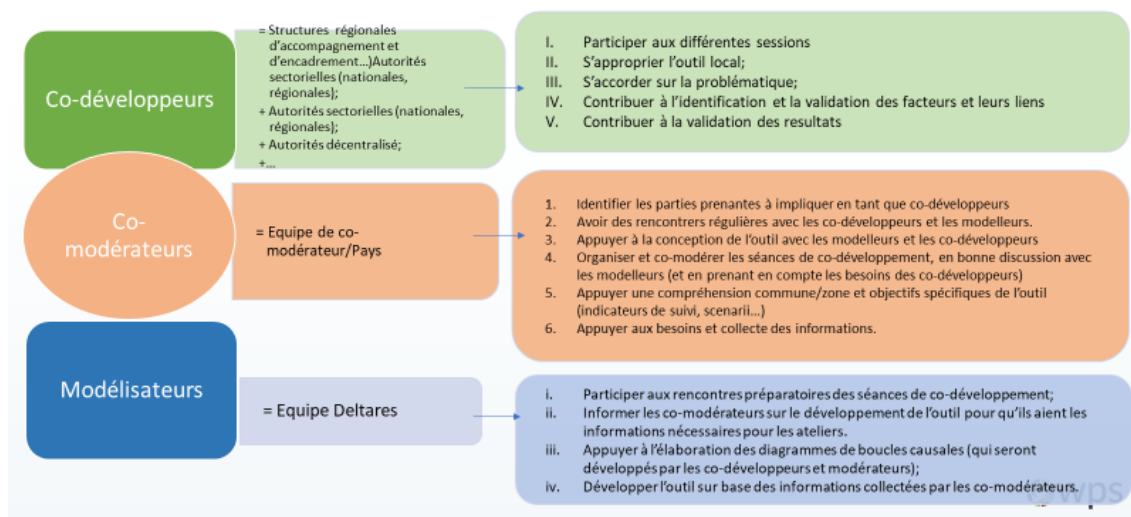 Co-développeurs
= Structures régionales
d'accompagnement et
d'encadrement...)Autorités
sectorielles (nationales,
régionales);
+ Autorités sectorielles (nationales,
régionales);
+ Autorités décentralisé;
+...
I. Participer aux différentes sessions
II. S'approprier l'outil local;
III. S'accorder sur la problématique;
IV. Contribuer à l'identification et la validation des facteurs et leurs liens
V. Contribuer à la validation des resultats
Co-
modérateurs
= Equipe de co-
modérateur/Pays
1. Identifier les parties prenantes à impliquer en tant que co-développeurs
2. Avoir des rencontrers régulières avec les co-développeurs et les modelleurs.
3. Appuyer à la conception de l'outil avec les modelleurs et les co-développeurs
4. Organiser et co-modérer les séances de co-développement, en bonne discussion avec
les modelleurs (et en prenant en compte les besoins des co-développeurs)
5. Appuyer une compréhension commune/zone et objectifs spécifiques de l'outil
(indicateurs de suivi, scenarii...)
6. Appuyer aux besoins et collecte des informations.
Modélisateurs
= Equipe Deltares
i. Participer aux rencontres préparatoires des séances de co-développement;
ii. Informer les co-modérateurs sur le développement de l'outil pour qu'ils aient les
informations nécessaires pour les ateliers.
iii. Appuyer à l'élaboration des diagrammes de boucles causales (qui seront
développés par les co-développeurs et modérateurs);
iv. Développer l'outil sur base des informations collectées par les co-modérateurs.
wps